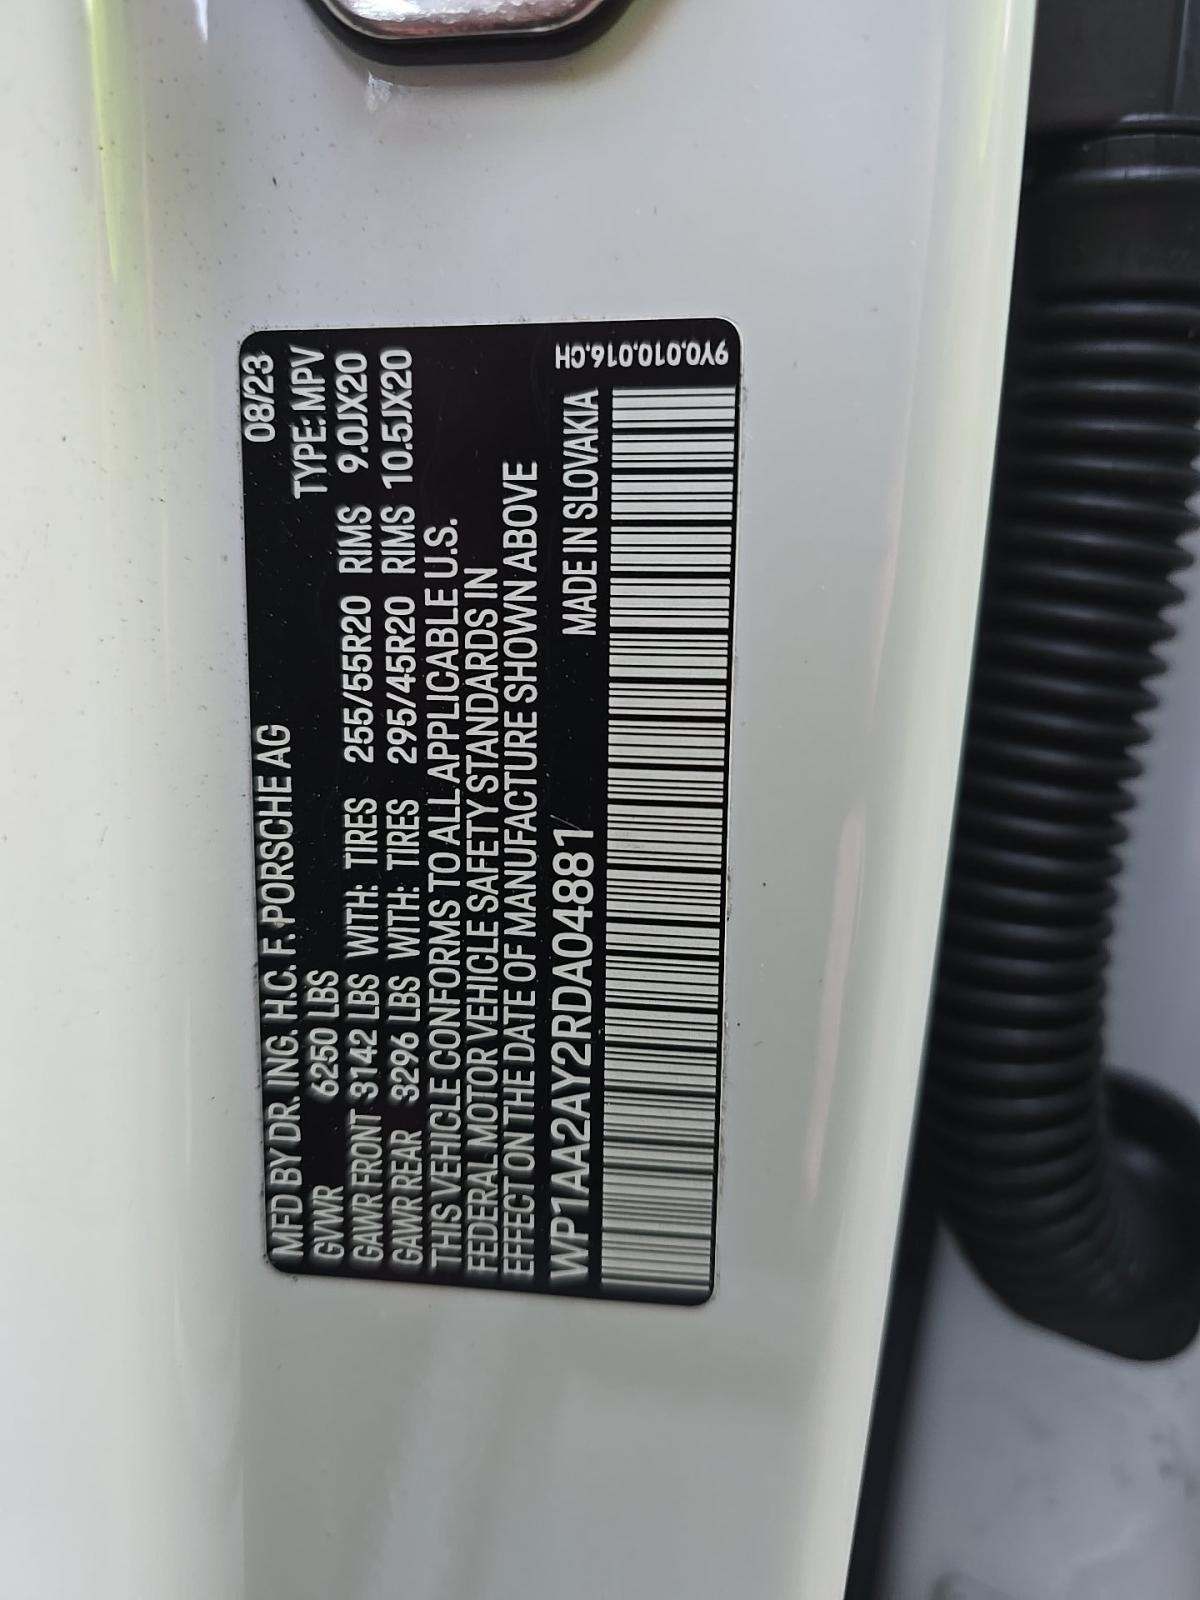 MFD BY DR. ING. H.C. F. PORSCHE AG 08/23
GVWR 6250 LBS TYPE: MPV
GAWR FRONT 3142 LBS WITH: TIRES 255/55R20 RIMS 9.0JX20
GAWR REAR 3296 LBS WITH: TIRES 295/45R20 RIMS 10.5JX20
THIS VEHICLE CONFORMS TO ALL APPLICABLE U.S.
FEDERAL MOTOR VEHICLE SAFETY STANDARDS IN
EFFECT ON THE DATE OF MANUFACTURE SHOWN ABOVE
WP1AA2AY2RDA04881 MADE IN SLOVAKIA
9Y0.010.016.CH